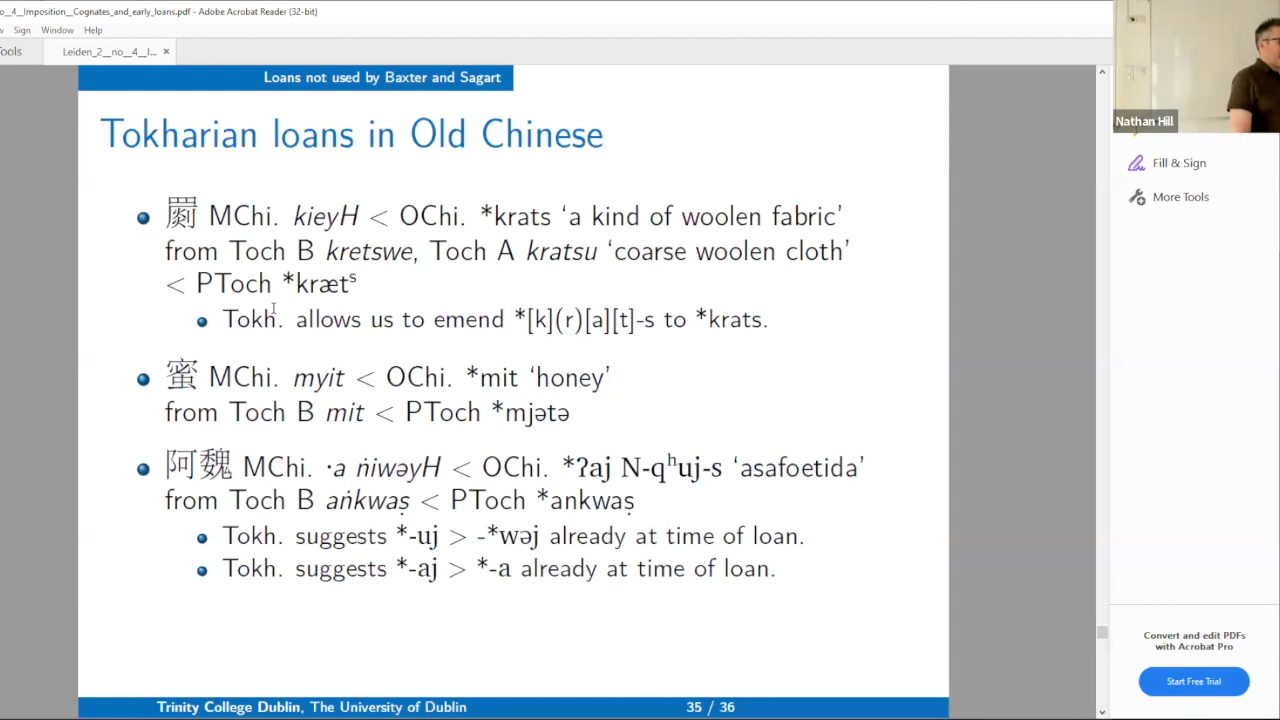 no__4__Imposition__Cognates_and_early_loans.pdf - Adobe Acrobat Reader (32-bit)
Sign Window Help
Tools Leiden_2__no__4__I... ×
Loans not used by Baxter and Sagart
Tokharian loans in Old Chinese
罽 MChi. kieyH < OChi. *krats ‘a kind of woolen fabric’
from Toch B kretswe, Toch A kratsu ‘coarse woolen cloth’
< PToch *krætˢ
Tokh. allows us to emend *[k](r)[a][t]-s to *krats.
蜜 MChi. myit < OChi. *mit ‘honey’
from Toch B mit < PToch *mjətə
阿魏 MChi. ·a ṅiwəyH < OChi. *ʔaj N-qʰuj-s ‘asafoetida’
from Toch B aṅkwaṣ < PToch *ankwaṣ
Tokh. suggests *-uj > -*wəj already at time of loan.
Tokh. suggests *-aj > *-a already at time of loan.
Trinity College Dublin, The University of Dublin 35 / 36
Nathan Hill
Fill & Sign
More Tools
Convert and edit PDFs
with Acrobat Pro
Start Free Trial